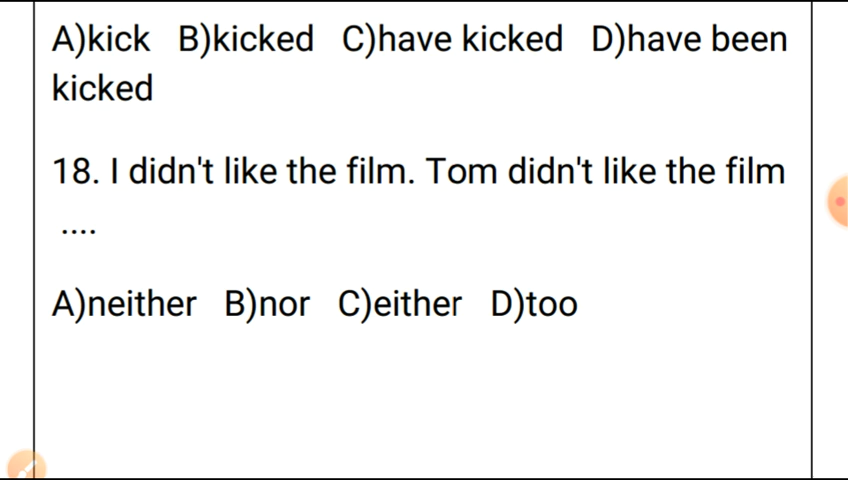 A)kick B)kicked C)have kicked D)have been
kicked
18. I didn't like the film. Tom didn't like the film
....
A)neither B)nor C)either D)too